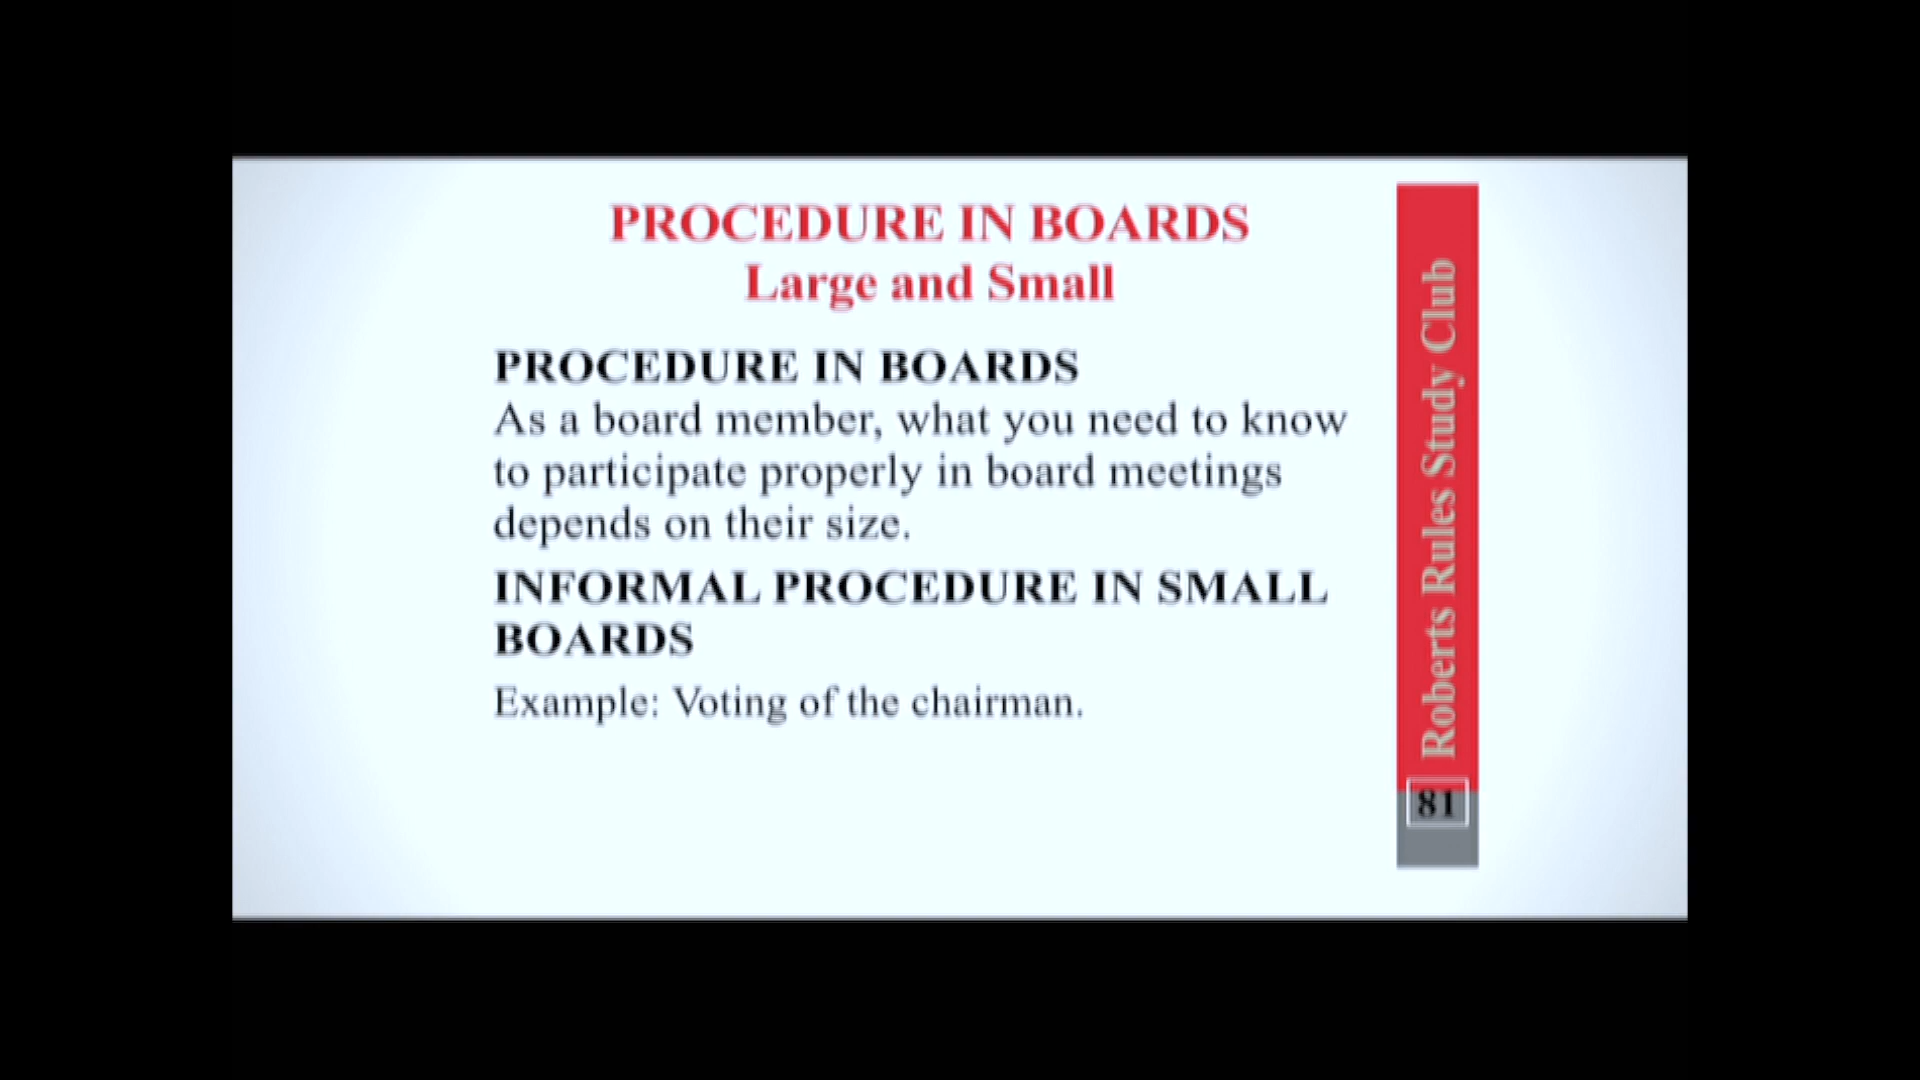 PROCEDURE IN BOARDS
Large and Small
PROCEDURE IN BOARDS
As a board member, what you need to know
to participate properly in board meetings
depends on their size.
INFORMAL PROCEDURE IN SMALL
BOARDS
Example: Voting of the chairman.
Roberts Rules Study Club
81